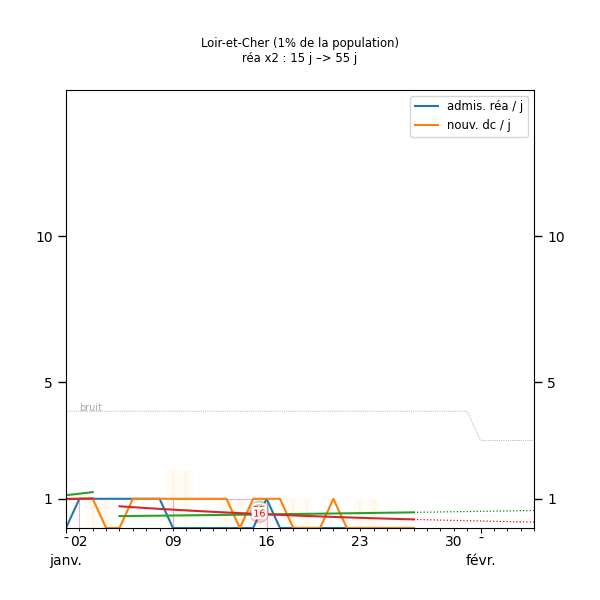 Loir-et-Cher (1% de la population)
réa x2 : 15 j –> 55 j
admis. réa / j
nouv. dc / j
10 10
5 5
bruit
1 1
16
02 09 16 23 30
janv. févr.